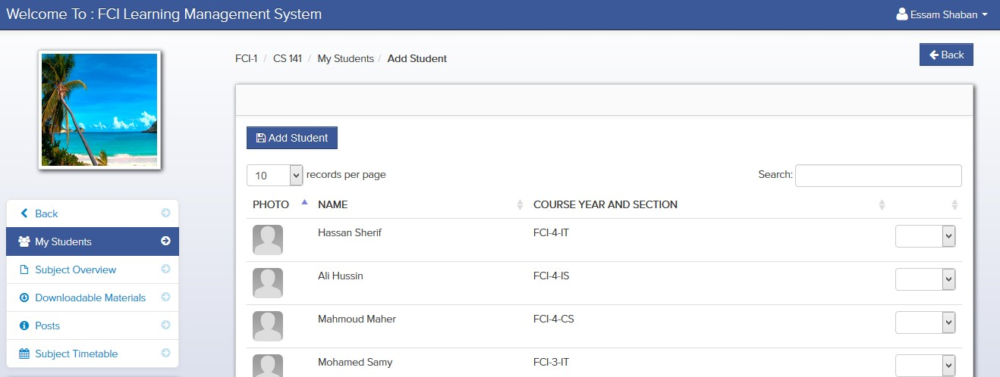 Welcome To : FCI Learning Management System
Essam Shaban
FCI-1 / CS 141 / My Students / Add Student
Back
Back
My Students
Subject Overview
Downloadable Materials
Posts
Subject Timetable
Add Student
10 records per page
Search:
PHOTO NAME COURSE YEAR AND SECTION
Hassan Sherif FCI-4-IT
Ali Hussin FCI-4-IS
Mahmoud Maher FCI-4-CS
Mohamed Samy FCI-3-IT